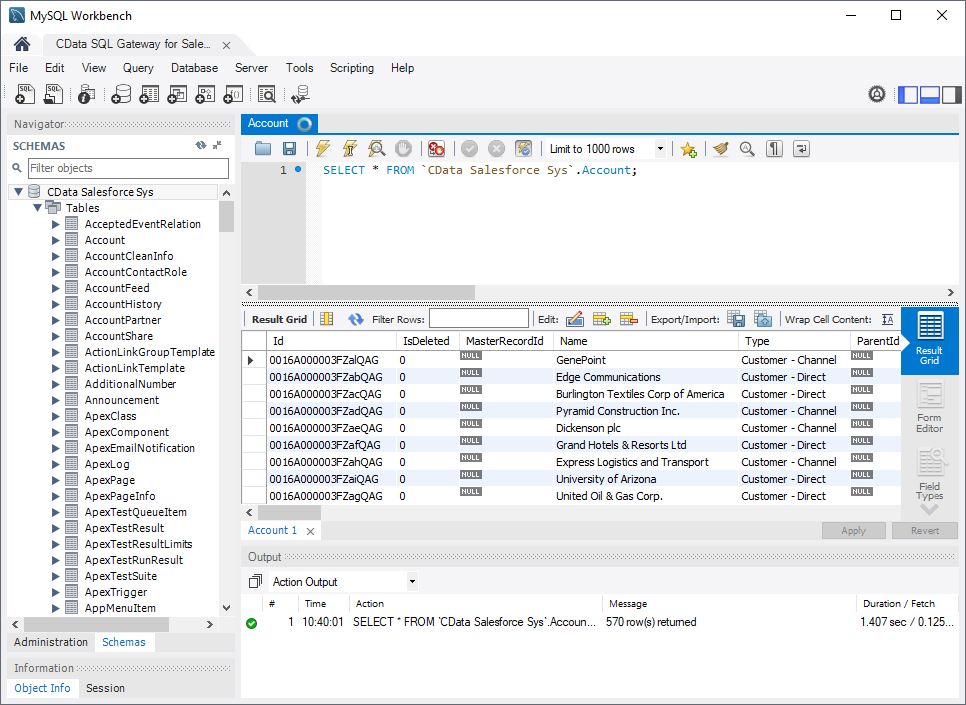 MySQL Workbench
CData SQL Gateway for Sale...
File Edit View Query Database Server Tools Scripting Help
Navigator
SCHEMAS
Filter objects
CData Salesforce Sys
Tables
AcceptedEventRelation
Account
AccountCleanInfo
AccountContactRole
AccountFeed
AccountHistory
AccountPartner
AccountShare
ActionLinkGroupTemplate
ActionLinkTemplate
AdditionalNumber
Announcement
ApexClass
ApexComponent
ApexEmailNotification
ApexLog
ApexPage
ApexPageInfo
ApexTestQueueItem
ApexTestResult
ApexTestResultLimits
ApexTestRunResult
ApexTestSuite
ApexTrigger
AppMenuItem
Administration Schemas
Information
Object Info Session
Account
Limit to 1000 rows
1 SELECT * FROM `CData Salesforce Sys`.Account;
Result Grid Filter Rows: Edit: Export/Import: Wrap Cell Content:
Id IsDeleted MasterRecordId Name Type ParentId
0016A000003FZalQAG 0 NULL GenePoint Customer - Channel NULL
0016A000003FZabQAG 0 NULL Edge Communications Customer - Direct NULL
0016A000003FZacQAG 0 NULL Burlington Textiles Corp of America Customer - Direct NULL
0016A000003FZadQAG 0 NULL Pyramid Construction Inc. Customer - Channel NULL
0016A000003FZaeQAG 0 NULL Dickenson plc Customer - Channel NULL
0016A000003FZafQAG 0 NULL Grand Hotels & Resorts Ltd Customer - Direct NULL
0016A000003FZahQAG 0 NULL Express Logistics and Transport Customer - Channel NULL
0016A000003FZaiQAG 0 NULL University of Arizona Customer - Direct NULL
0016A000003FZagQAG 0 NULL United Oil & Gas Corp. Customer - Direct NULL
Result
Grid
Form
Editor
Field
Types
Account 1
Apply Revert
Output
Action Output
# Time Action Message Duration / Fetch
1 10:40:01 SELECT * FROM `CData Salesforce Sys`.Accoun... 570 row(s) returned 1.407 sec / 0.125...